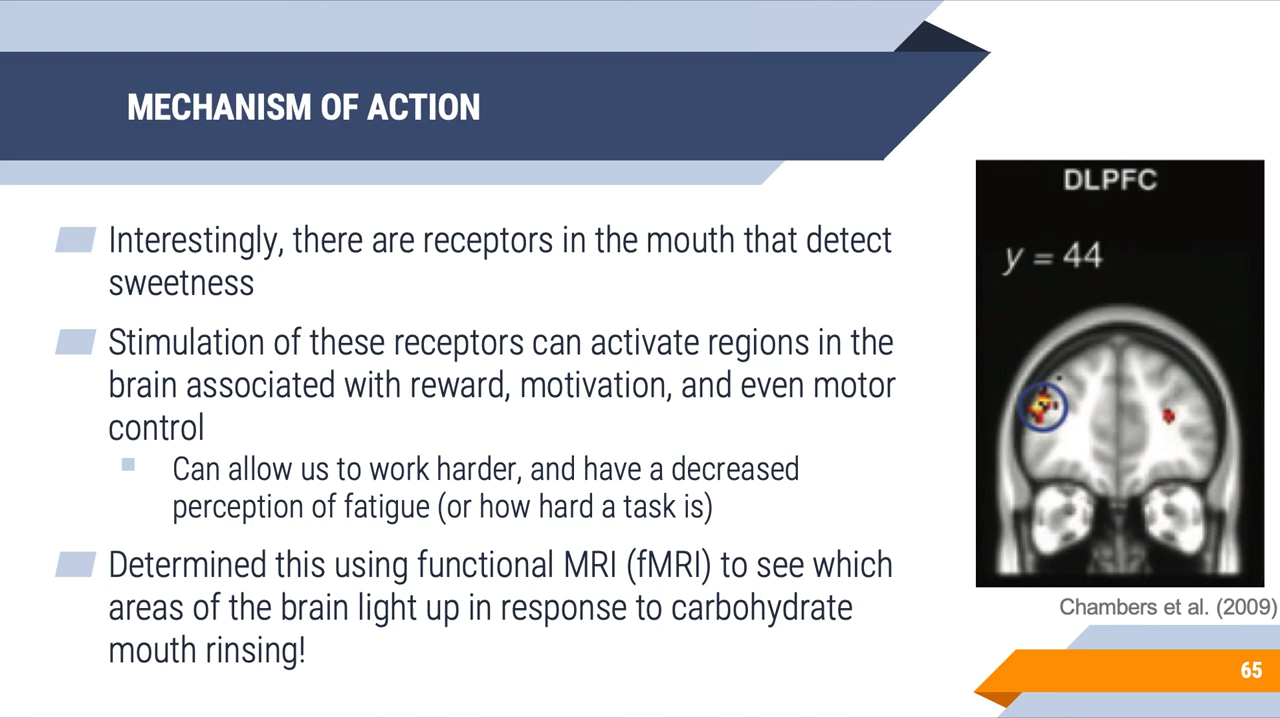 MECHANISM OF ACTION
Interestingly, there are receptors in the mouth that detect
sweetness
Stimulation of these receptors can activate regions in the
brain associated with reward, motivation, and even motor
control
Can allow us to work harder, and have a decreased
perception of fatigue (or how hard a task is)
Determined this using functional MRI (fMRI) to see which
areas of the brain light up in response to carbohydrate
mouth rinsing!
DLPFC
y = 44
Chambers et al. (2009)
65